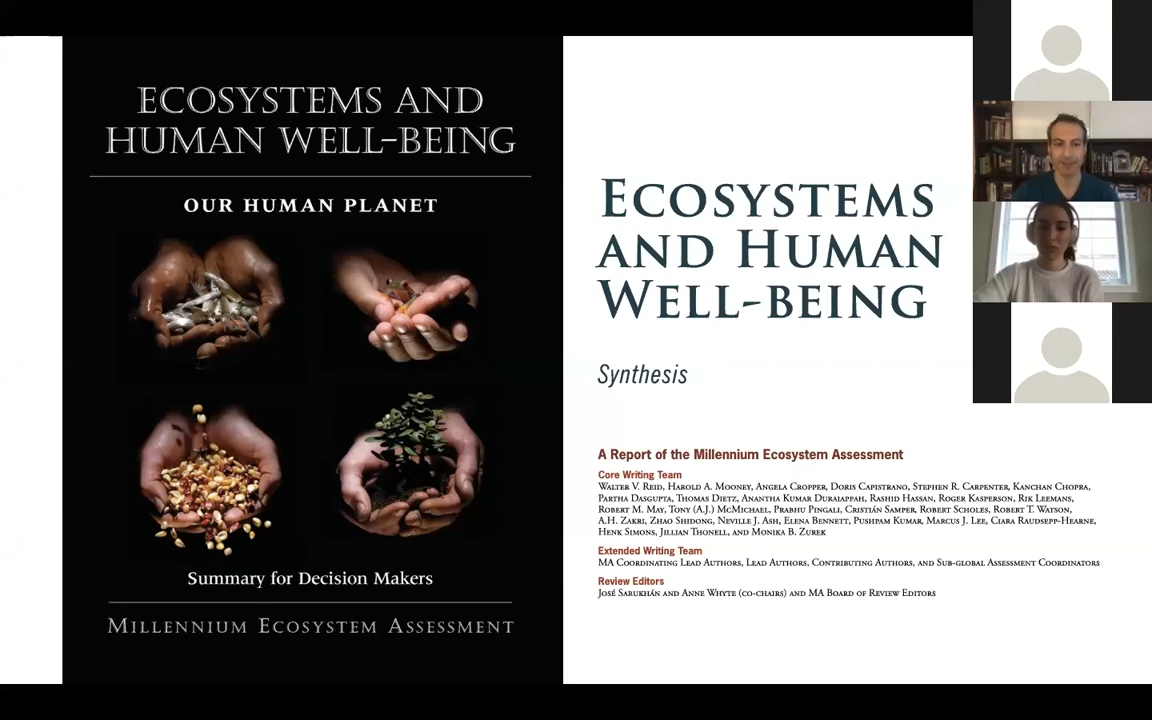 ECOSYSTEMS AND
HUMAN WELL-BEING
OUR HUMAN PLANET
Summary for Decision Makers
MILLENNIUM ECOSYSTEM ASSESSMENT
ECOSYSTEMS
AND HUMAN
WELL-BEING
Synthesis
A Report of the Millennium Ecosystem Assessment
Core Writing Team
WALTER V. REID, HAROLD A. MOONEY, ANGELA CROPPER, DORIS CAPISTRANO, STEPHEN R. CARPENTER, KANCHAN CHOPRA,
PARTHA DASGUPTA, THOMAS DIETZ, ANANTHA KUMAR DURAIAPPAH, RASHID HASSAN, ROGER KASPERSON, RIK LEEMANS,
ROBERT M. MAY, TONY (A.J.) MCMICHAEL, PRABHU PINGALI, CRISTIÁN SAMPER, ROBERT SCHOLES, ROBERT T. WATSON,
A.H. ZAKRI, ZHAO SHIDONG, NEVILLE J. ASH, ELENA BENNETT, PUSHPAM KUMAR, MARCUS J. LEE, CIARA RAUDSEPP-HEARNE,
HENK SIMONS, JILLIAN THONELL, AND MONIKA B. ZUREK
Extended Writing Team
MA COORDINATING LEAD AUTHORS, LEAD AUTHORS, CONTRIBUTING AUTHORS, AND SUB-GLOBAL ASSESSMENT COORDINATORS
Review Editors
JOSÉ SARUKHÁN AND ANNE WHYTE (CO-CHAIRS) AND MA BOARD OF REVIEW EDITORS